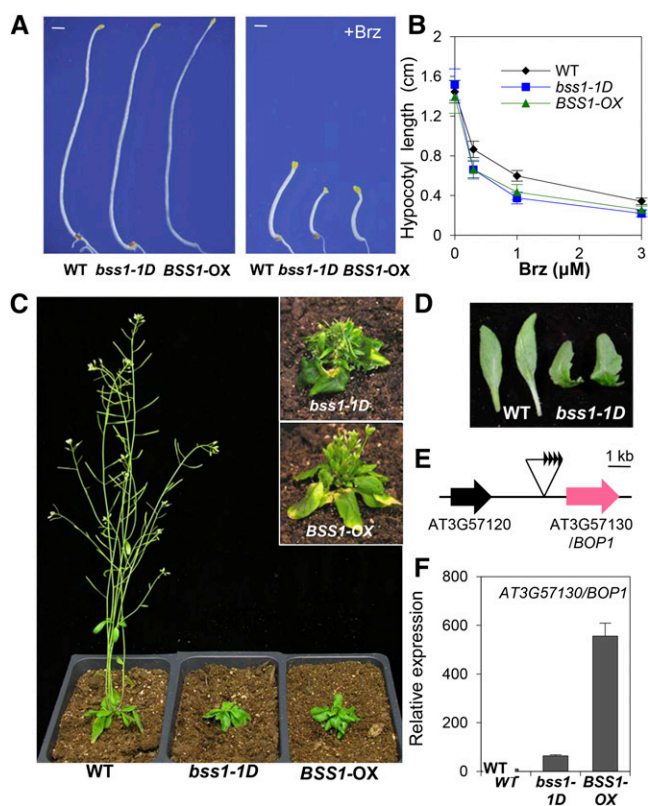 A
+Brz
WT bss1-1D BSS1-OX
WT bss1-1D BSS1-OX
B
Hypocotyl length (cm)
2
1.6
1.2
0.8
0.4
0
WT
bss1-1D
BSS1-OX
0 1 2 3
Brz (μM)
C
bss1-1D
BSS1-OX
WT bss1-1D BSS1-OX
D
WT bss1-1D
E
1 kb
AT3G57120 AT3G57130
/BOP1
F
Relative expression
800
600
400
200
0
AT3G57130/BOP1
WT
WT bss1-
1D BSS1-
OX